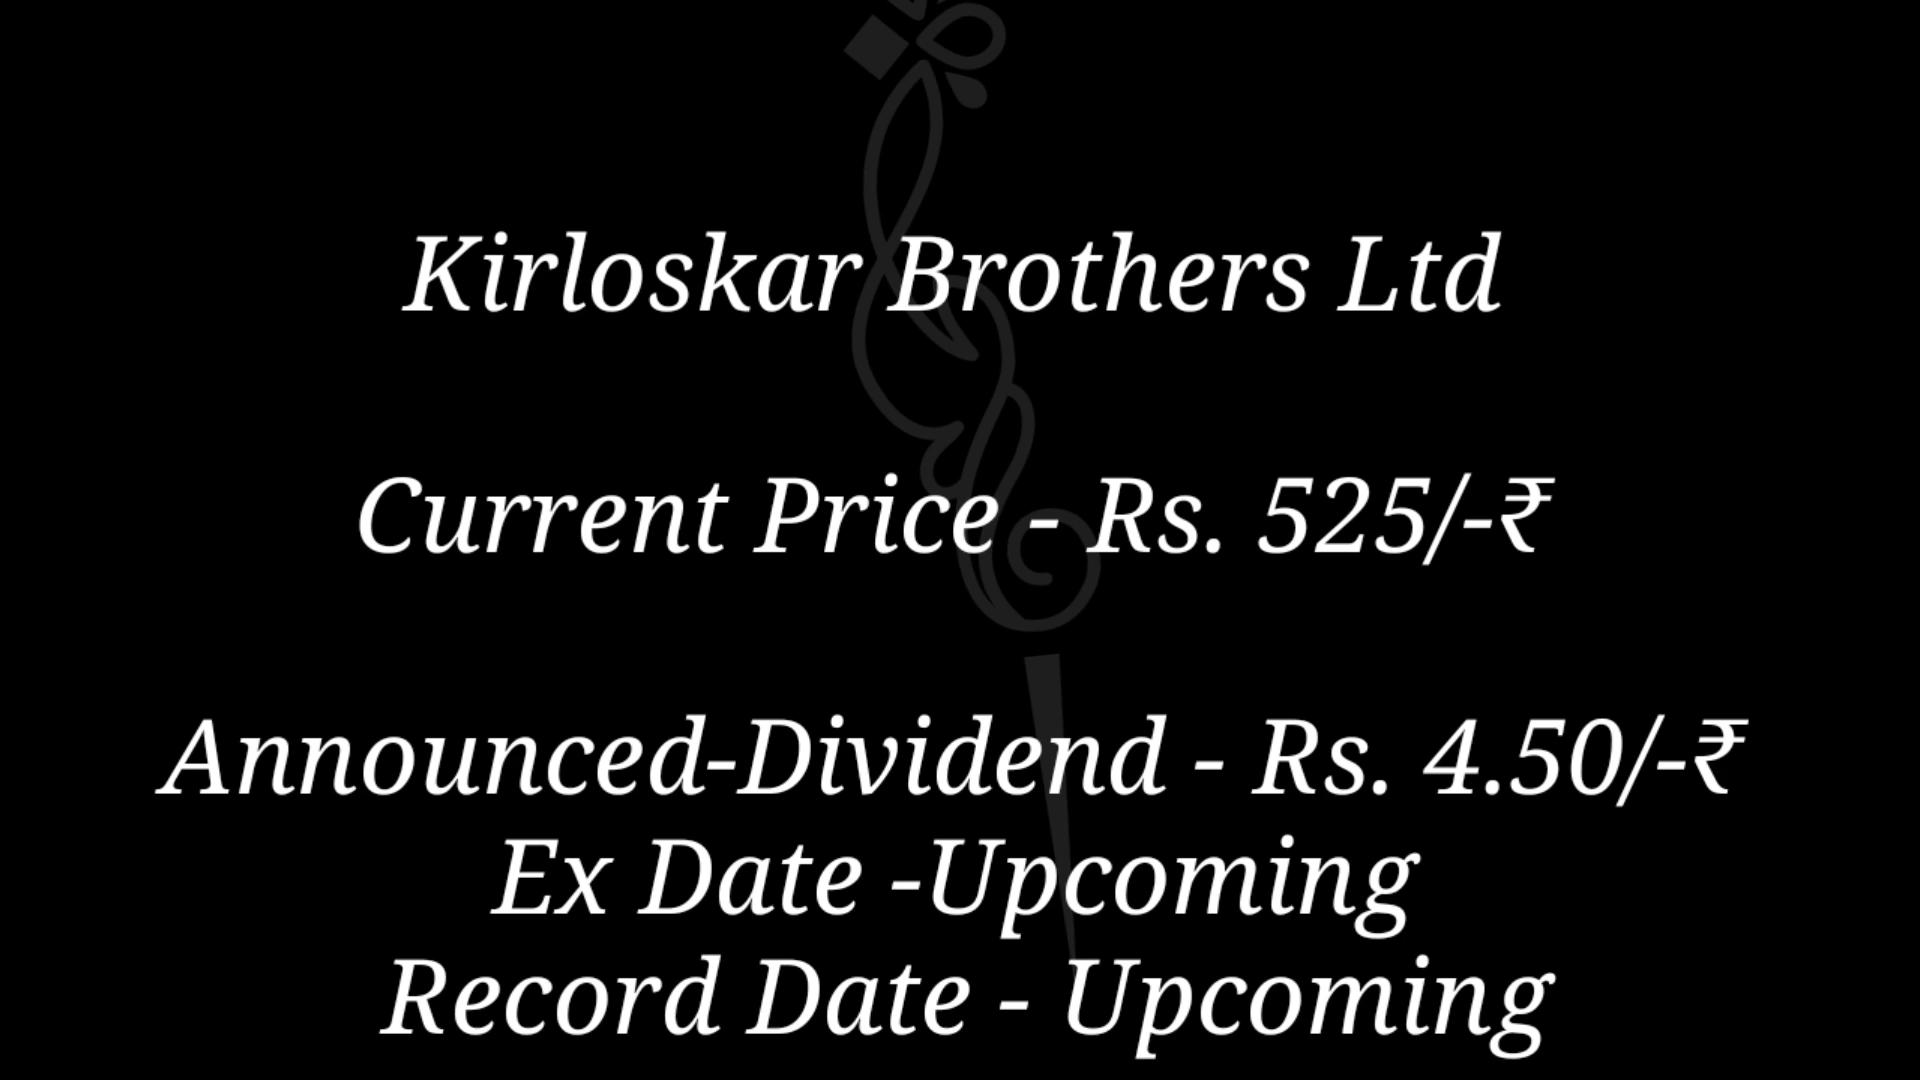 Kirloskar Brothers Ltd
Current Price - Rs. 525/-₹
Announced-Dividend - Rs. 4.50/-₹
Ex Date -Upcoming
Record Date - Upcoming